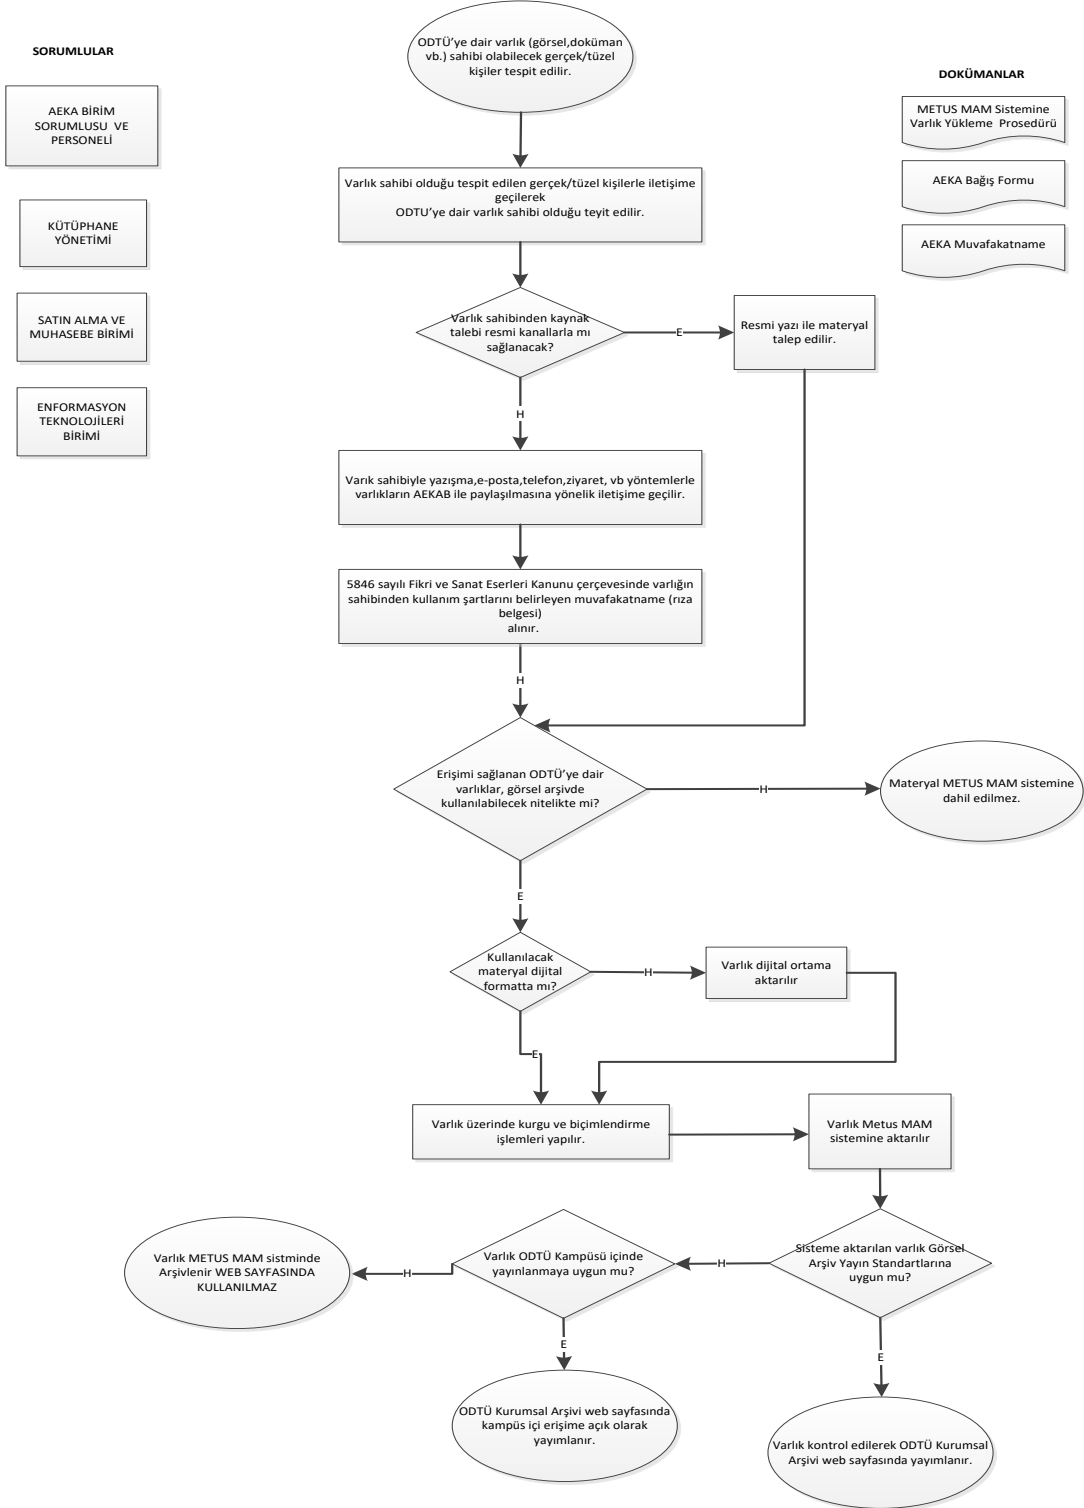 SORUMLULAR
AEKA BİRİM
SORUMLUSU VE
PERSONELİ
KÜTÜPHANE
YÖNETİMİ
SATIN ALMA VE
MUHASEBE BİRİMİ
ENFORMASYON
TEKNOLOJİLERİ
BİRİMİ
DOKÜMANLAR
METUS MAM Sistemine
Varlık Yükleme Prosedürü
AEKA Bağış Formu
AEKA Muvafakatname
ODTÜ'ye dair varlık (görsel,doküman
vb.) sahibi olabilecek gerçek/tüzel
kişiler tespit edilir.
Varlık sahibi olduğu tespit edilen gerçek/tüzel kişilerle iletişime
geçilerek
ODTU'ye dair varlık sahibi olduğu teyit edilir.
Varlık sahibinden kaynak
talebi resmi kanallarla mı
sağlanacak?
E
Resmi yazı ile materyal
talep edilir.
H
Varık sahibiyle yazışma,e-posta,telefon,ziyaret, vb yöntemlerle
varlıkların AEKAB ile paylaşılmasına yönelik iletişime geçilir.
5846 sayılı Fikri ve Sanat Eserleri Kanunu çerçevesinde varlığın
sahibinden kullanım şartlarını belirleyen muvafakatname (rıza
belgesi)
alınır.
H
Erişimi sağlanan ODTÜ'ye dair
varlıklar, görsel arşivde
kullanılabilecek nitelikte mi?
H
Materyal METUS MAM sistemine
dahil edilmez.
E
Kullanılacak
materyal dijital
formatta mı?
H
Varlık dijital ortama
aktarılır
E
Varlık üzerinde kurgu ve biçimlendirme
işlemleri yapılır.
Varlık Metus MAM
sistemine aktarılır
Sisteme aktarılan varlık Görsel
Arşiv Yayın Standartlarına
uygun mu?
H
Varlık ODTÜ Kampüsü içinde
yayınlanmaya uygun mu?
H
Varlık METUS MAM sistminde
Arşivlenir WEB SAYFASINDA
KULLANILMAZ
E
ODTÜ Kurumsal Arşivi web sayfasında
kampüs içi erişime açık olarak
yayımlanır.
E
Varlık kontrol edilerek ODTÜ Kurumsal
Arşivi web sayfasında yayımlanır.